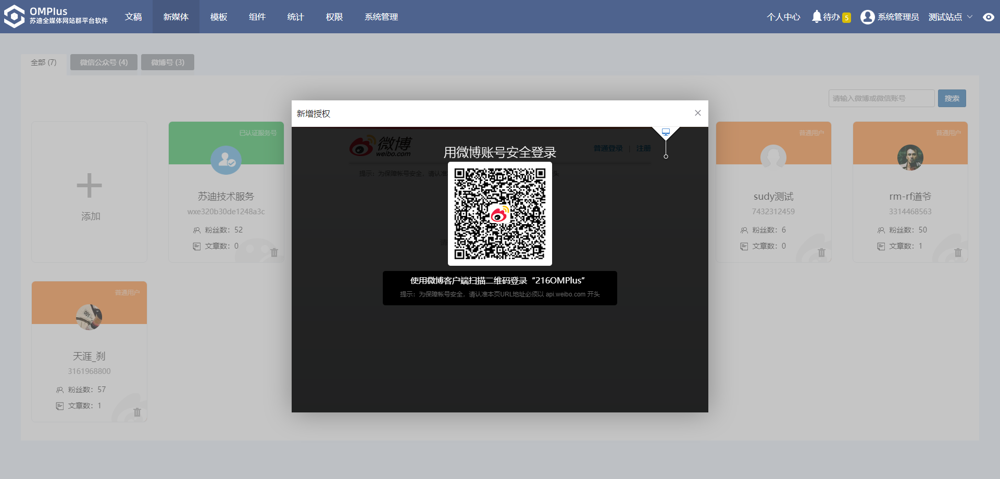 OMPlus
苏迪全媒体网站群平台软件
文稿 新媒体 模板 组件 统计 权限 系统管理 个人中心 待办 5 系统管理员 测试站点
全部 (7) 微信公众号 (4) 微博号 (3)
请输入微博或微信账号 搜索
新增授权
微博
weibo.com
普通登录 | 注册
用微博账号安全登录
提示：为保障帐号安全，请认准
头
使用微博客户端扫描二维码登录 “216OMPlus”
提示：为保障帐号安全，请认准本页URL地址必须以 api.weibo.com 开头
添加
已认证服务号
苏迪技术服务
wxe320b30de1248a3c
粉丝数：52
文章数：0
普通用户
sudy测试
7432312459
粉丝数：6
文章数：0
普通用户
rm-rf道爷
3314468563
粉丝数：50
文章数：1
普通用户
001
天涯_刹
3161968800
粉丝数：57
文章数：1